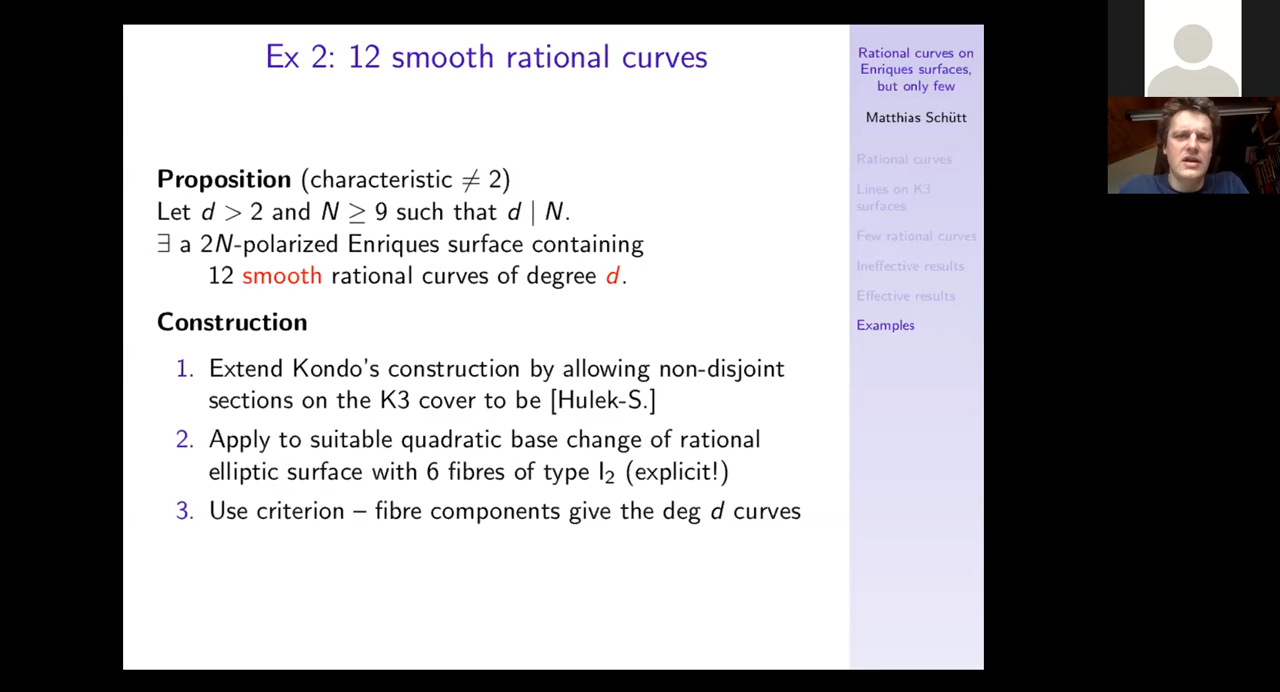 Ex 2: 12 smooth rational curves
Proposition (characteristic ≠ 2)
Let d > 2 and N ≥ 9 such that d | N.
∃ a 2N-polarized Enriques surface containing
12 smooth rational curves of degree d.
Construction
1. Extend Kondo's construction by allowing non-disjoint
sections on the K3 cover to be [Hulek-S.]
2. Apply to suitable quadratic base change of rational
elliptic surface with 6 fibres of type I₂ (explicit!)
3. Use criterion – fibre components give the deg d curves
Rational curves on
Enriques surfaces,
but only few
Matthias Schütt
Rational curves
Lines on K3
surfaces
Few rational curves
Ineffective results
Effective results
Examples